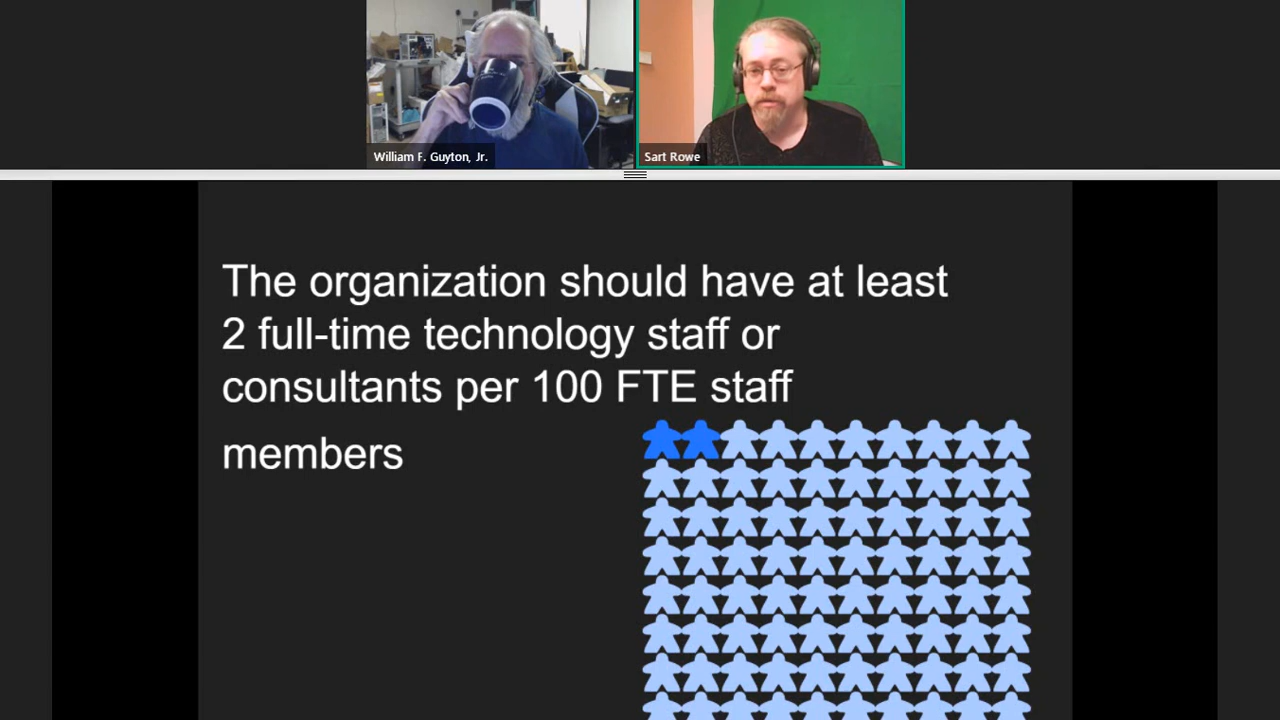 William F. Guyton, Jr.
Sart Rowe
The organization should have at least
2 full-time technology staff or
consultants per 100 FTE staff
members